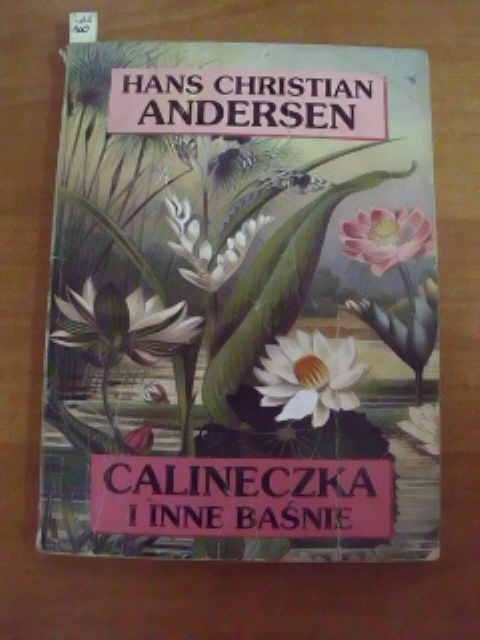 HANS CHRISTIAN
ANDERSEN
CALINECZKA
I INNE BAŚNIE